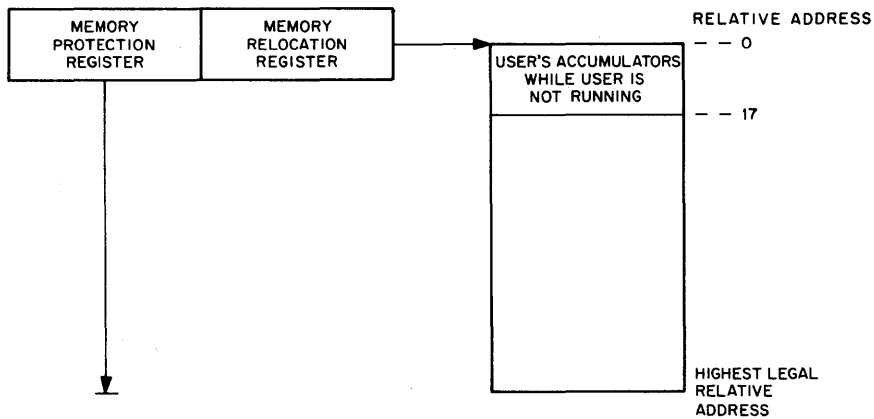 MEMORY
PROTECTION
REGISTER
MEMORY
RELOCATION
REGISTER
RELATIVE ADDRESS
0
USER'S ACCUMULATORS
WHILE USER IS
NOT RUNNING
17
HIGHEST LEGAL
RELATIVE
ADDRESS